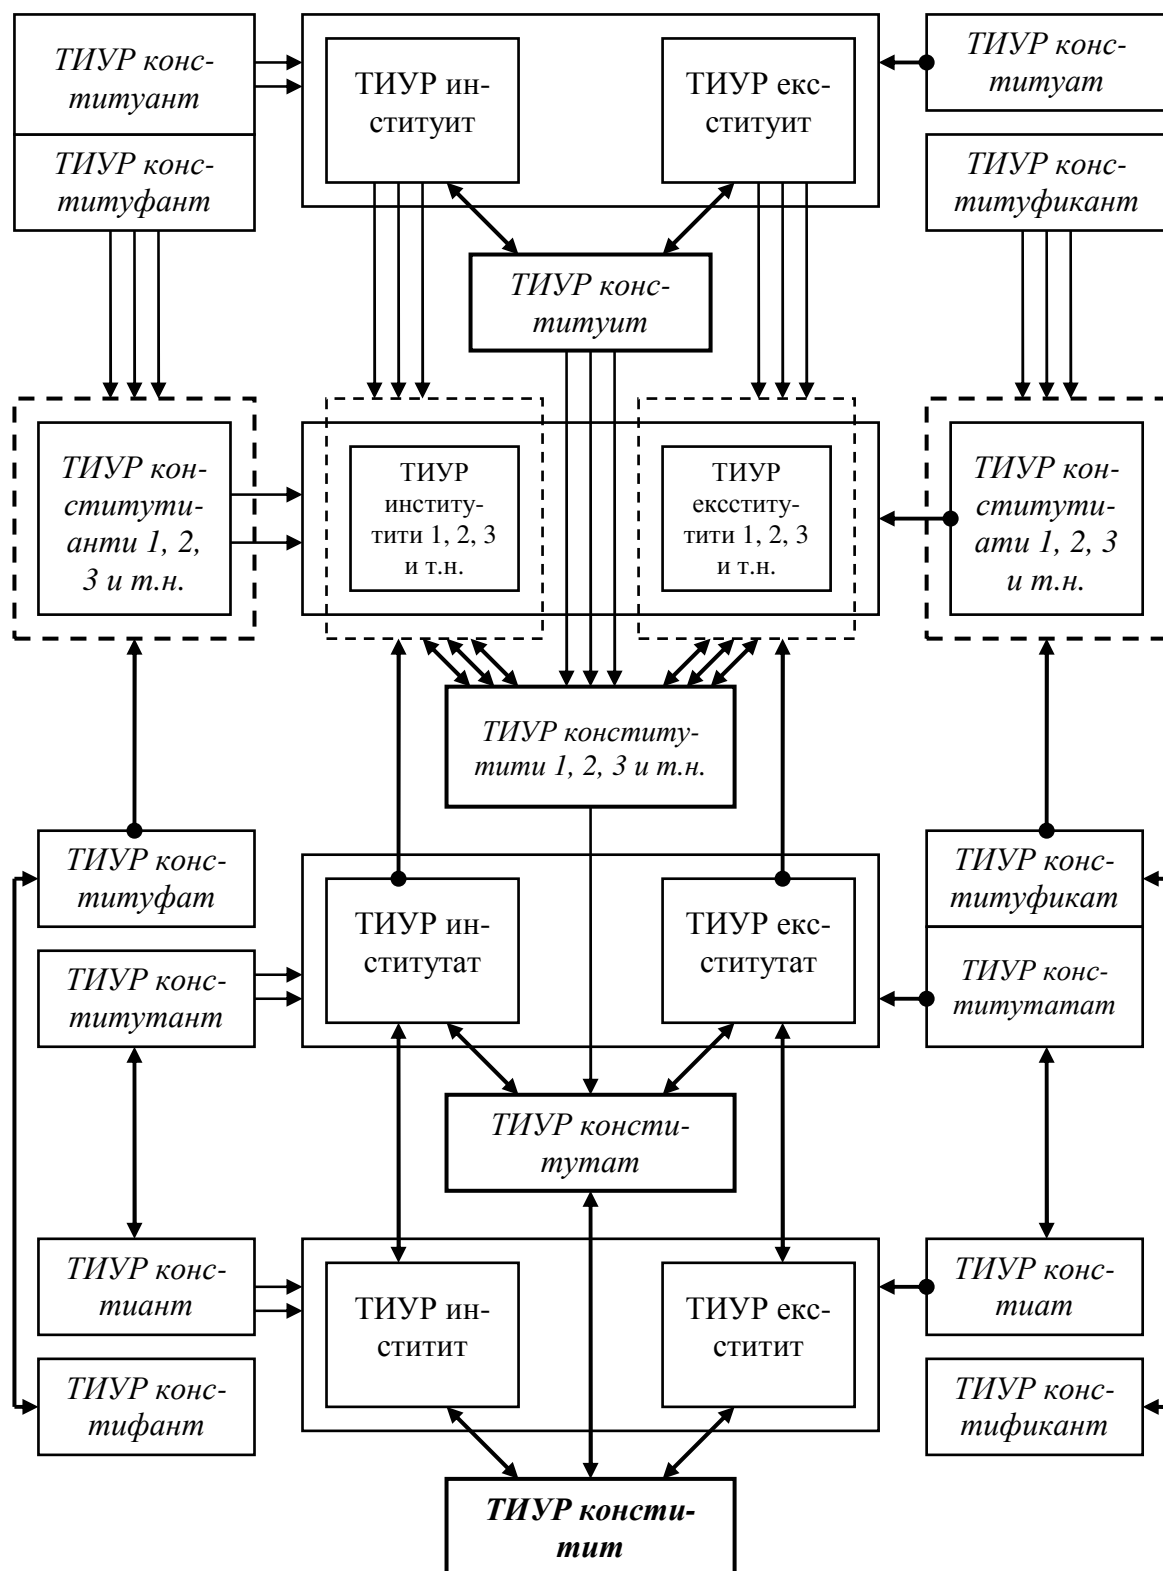 ТИУР конс-
титуант
ТИУР ин-
ституит
ТИУР екс-
ституит
ТИУР конс-
титуат
ТИУР конс-
титуфант
ТИУР конс-
титуфикант
ТИУР конс-
титуит
ТИУР кон-
ститути-
анти 1, 2,
3 и т.н.
ТИУР
институ-
тити 1, 2, 3
и т.н.
ТИУР
ексститу-
тити 1, 2, 3
и т.н.
ТИУР кон-
ститути-
ати 1, 2, 3
и т.н.
ТИУР конститу-
тити 1, 2, 3 и т.н.
ТИУР конс-
титуфат
ТИУР ин-
ститутат
ТИУР екс-
ститутат
ТИУР конс-
титуфикат
ТИУР конс-
титутант
ТИУР конс-
титутатат
ТИУР консти-
тутат
ТИУР конс-
тиант
ТИУР ин-
ститит
ТИУР екс-
ститит
ТИУР конс-
тиат
ТИУР конс-
тифант
ТИУР конс-
тификант
ТИУР консти-
тит